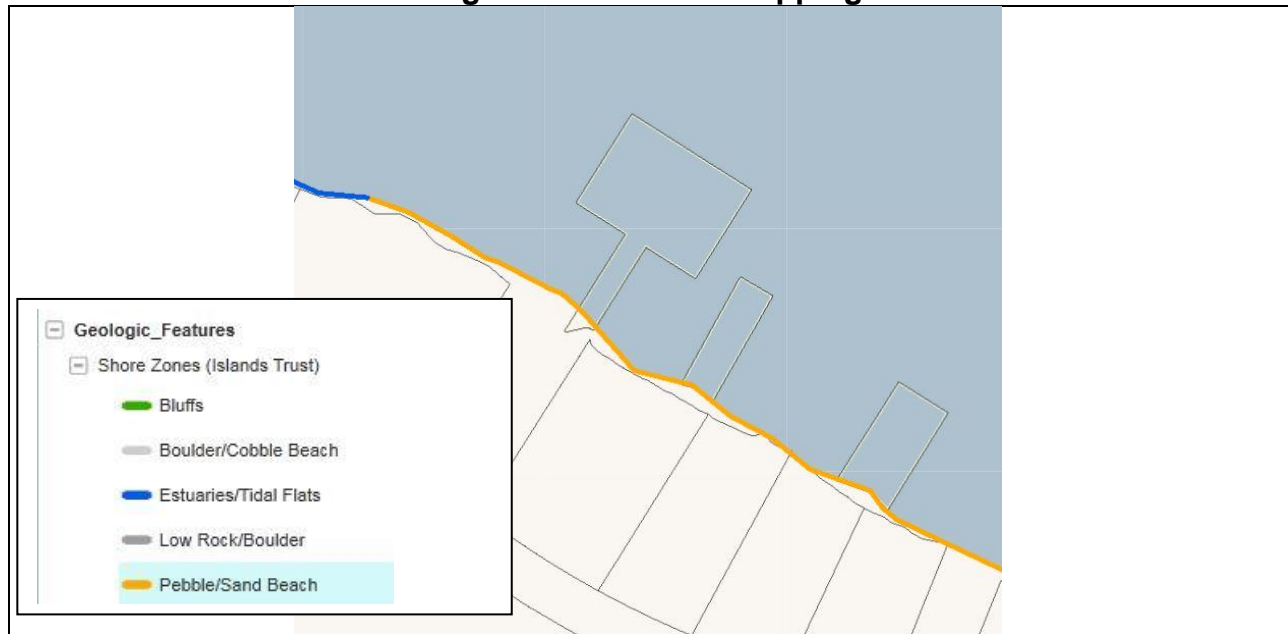 Geologic_Features
Shore Zones (Islands Trust)
Bluffs
Boulder/Cobble Beach
Estuaries/Tidal Flats
Low Rock/Boulder
Pebble/Sand Beach